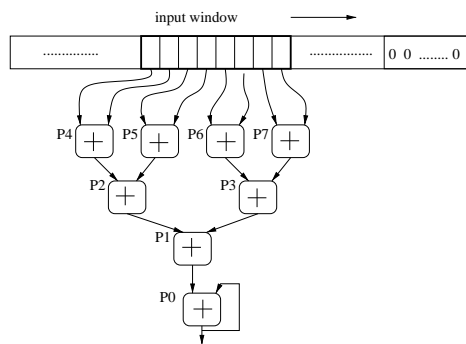 input window
............... ............... 0 0 ........ 0
P4 + P5 + P6 + P7 +
P2 + P3 +
P1 +
P0 +